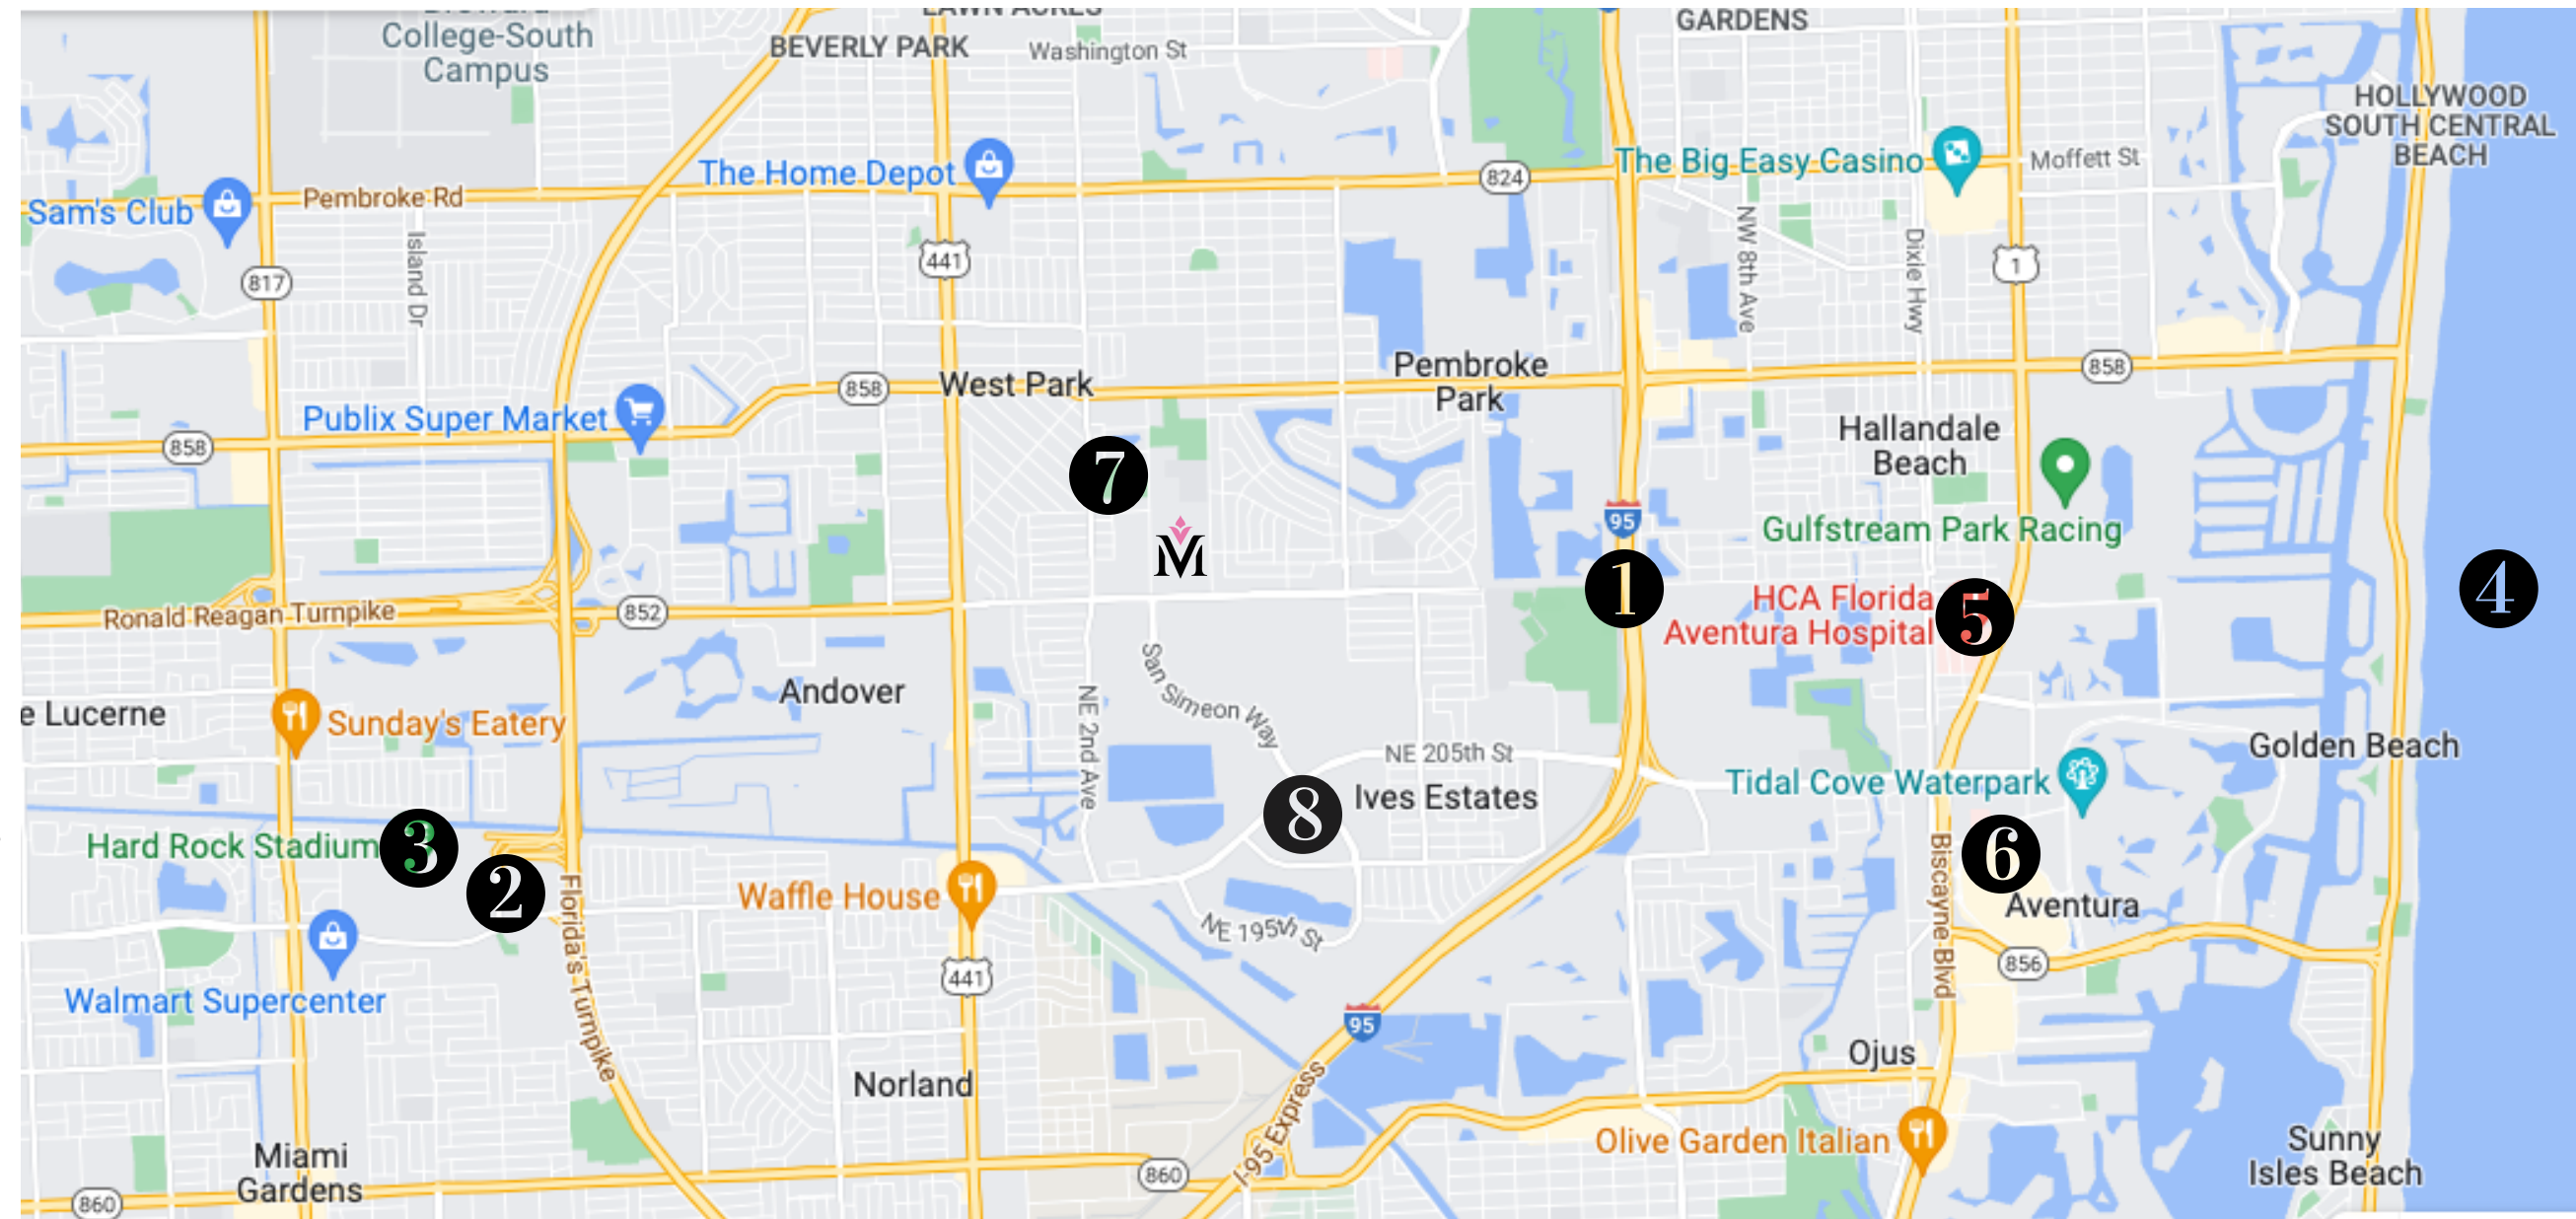 LAWN ACRES
GARDENS
College-South
Campus
BEVERLY PARK
Washington St
HOLLYWOOD
SOUTH CENTRAL
BEACH
The Home Depot
824
The Big Easy Casino
Moffett St
Sam's Club
Pembroke Rd
817
Island Dr
441
NW 8th Ave
Dixie Hwy
1
858
West Park
Pembroke
Park
858
Publix Super Market
858
Hallandale
Beach
7
95
Gulfstream Park Racing
M
1
4
Ronald Reagan Turnpike
852
HCA Florida
Aventura Hospital
5
San Simeon Way
Andover
NE 2nd Ave
e Lucerne
Sunday's Eatery
NE 205th St
Golden Beach
Tidal Cove Waterpark
8
Ives Estates
Hard Rock Stadium
3
2
Florida's Turnpike
Waffle House
Biscayne Blvd
6
Aventura
NE 195th St
856
441
Walmart Supercenter
95
Ojus
Norland
I-95 Express
Olive Garden Italian
Miami
Gardens
860
860
Sunny
Isles Beach